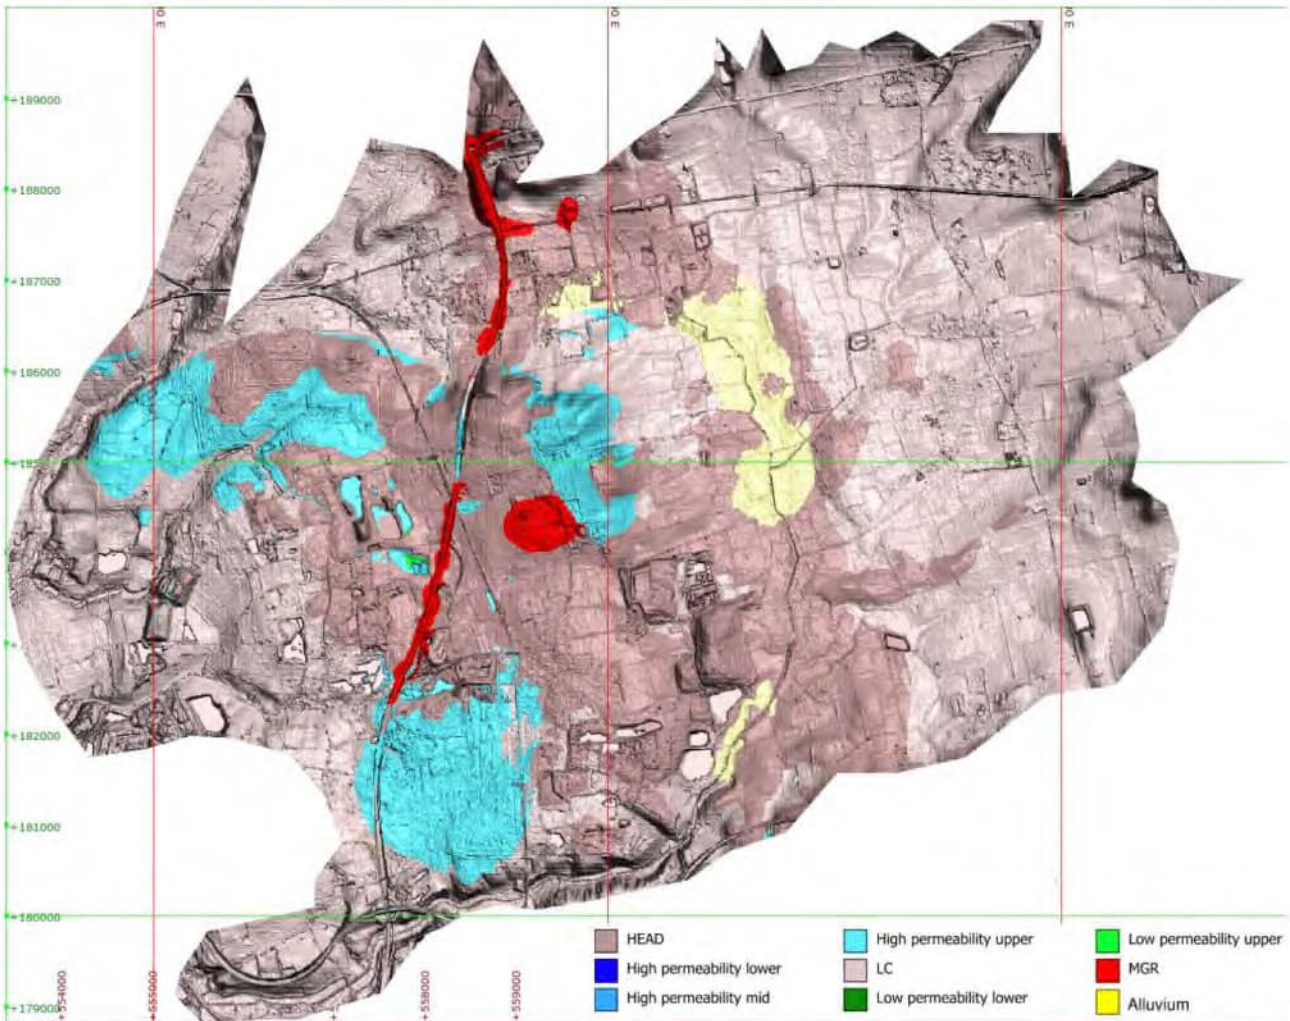 +189000
+188000
+187000
+186000
+182000
+181000
+180000
+179000
558000
559000
HEAD
High permeability lower
High permeability mid
High permeability upper
LC
Low permeability lower
Low permeability upper
MGR
Alluvium